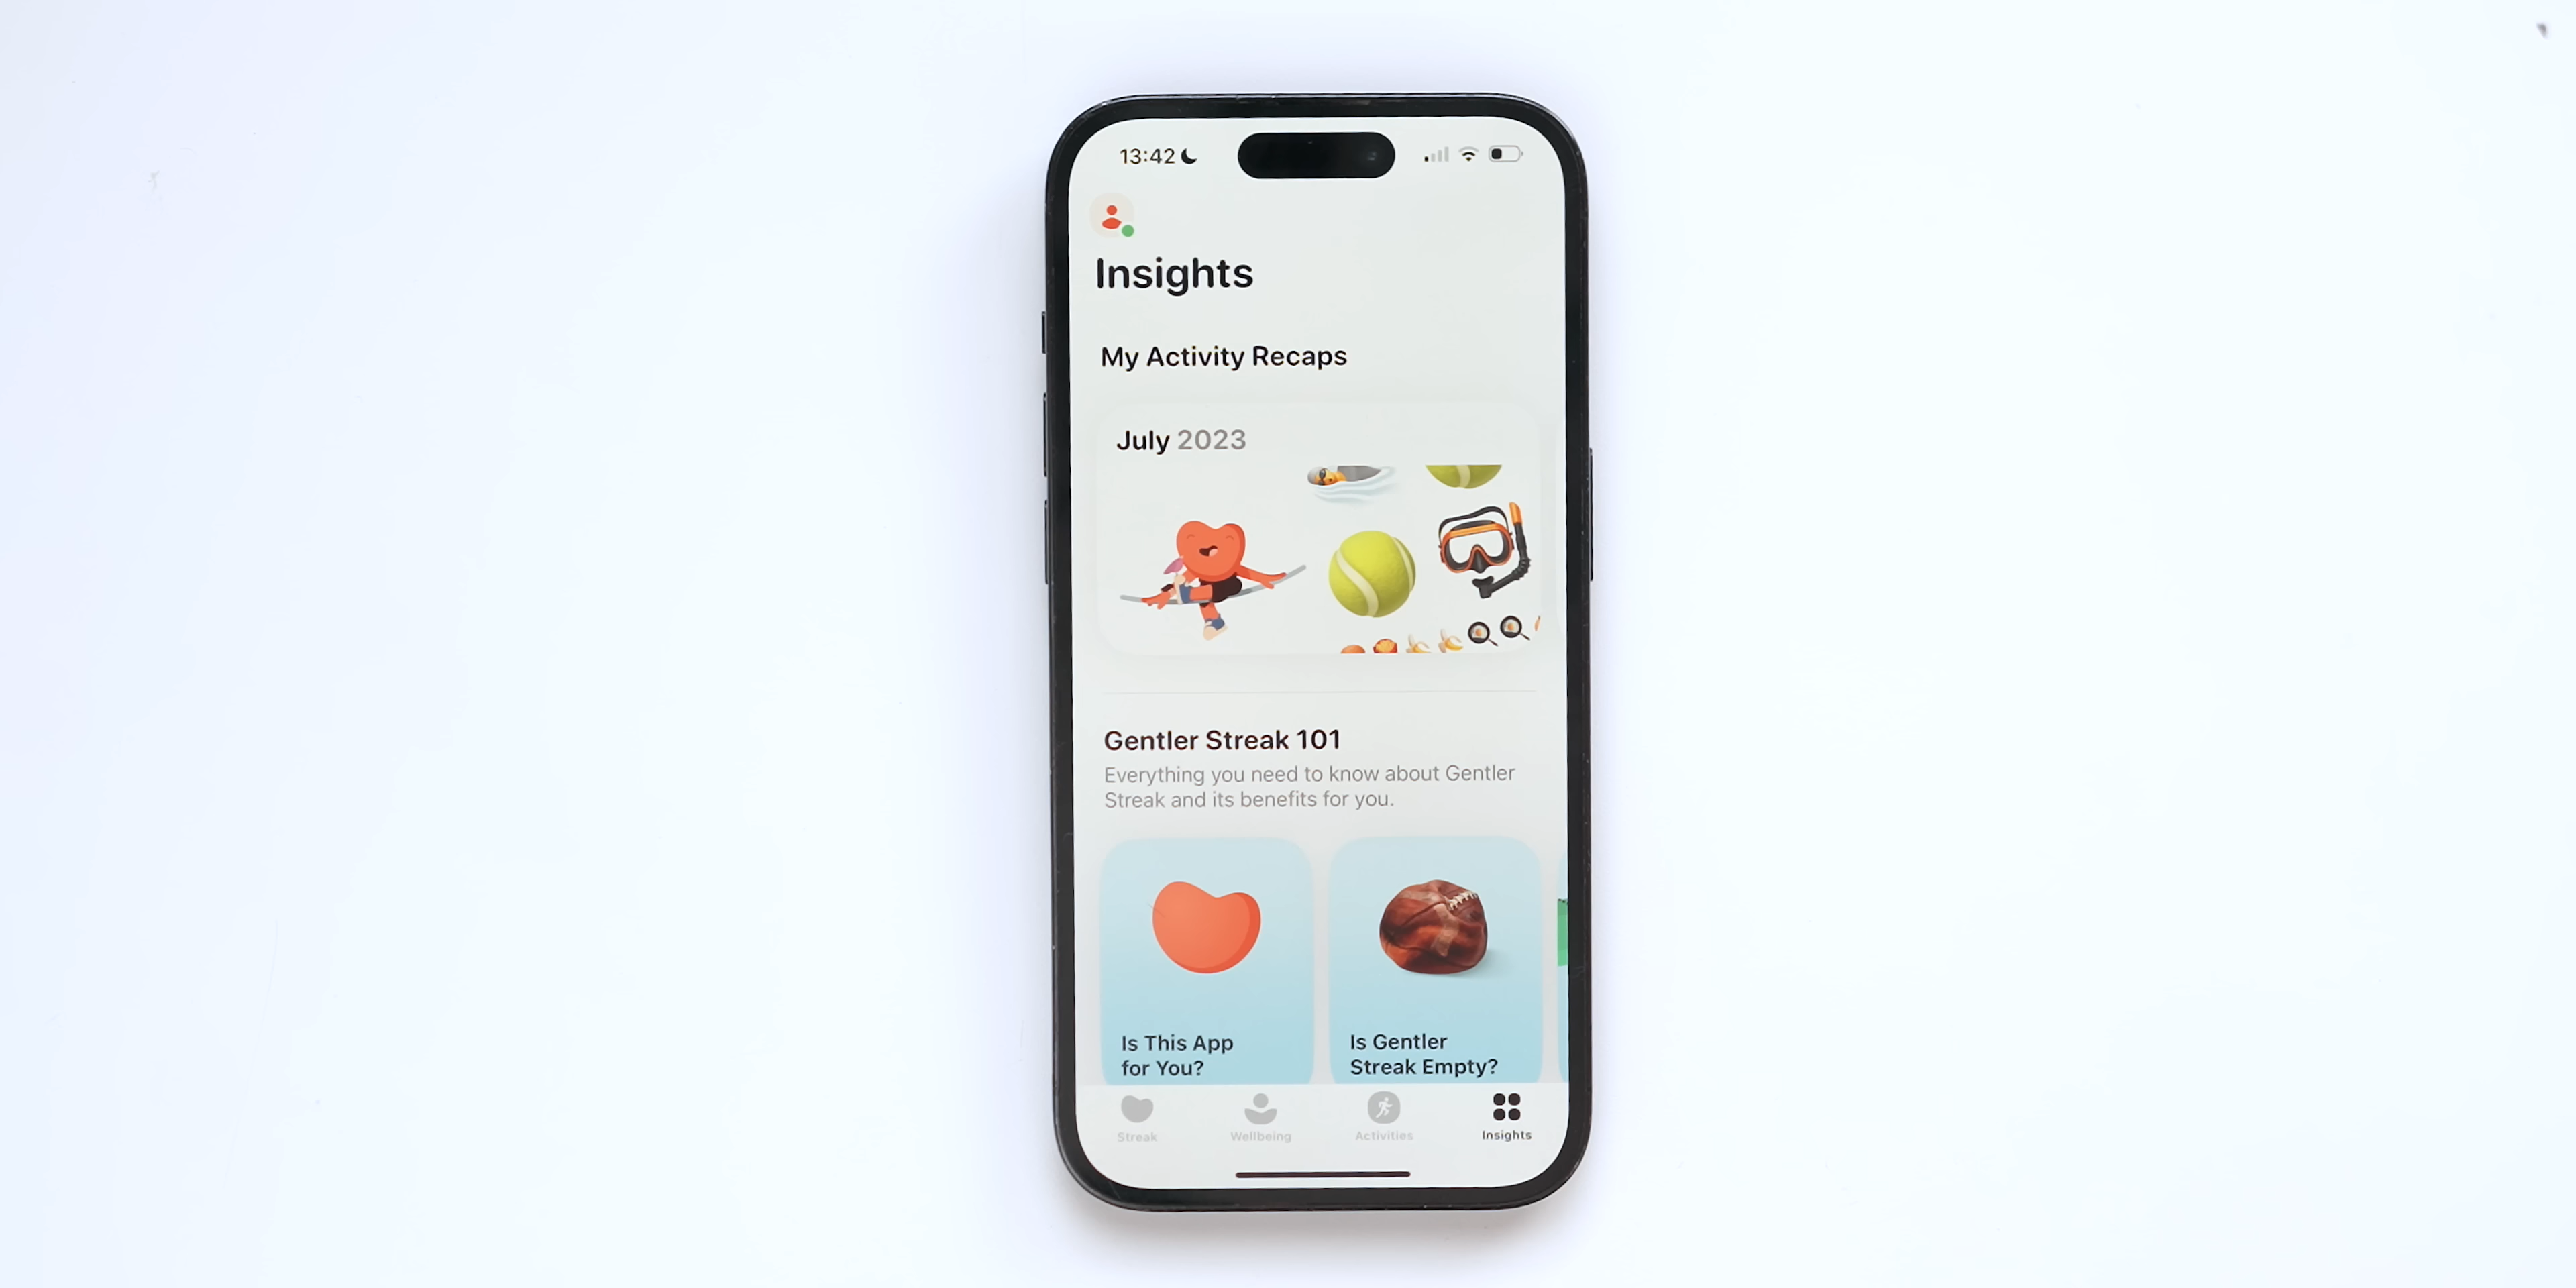 13:42
Insights
My Activity Recaps
July 2023
Gentler Streak 101
Everything you need to know about Gentler
Streak and its benefits for you.
Is This App
for You?
Is Gentler
Streak Empty?
Streak
Wellbeing
Activities
Insights